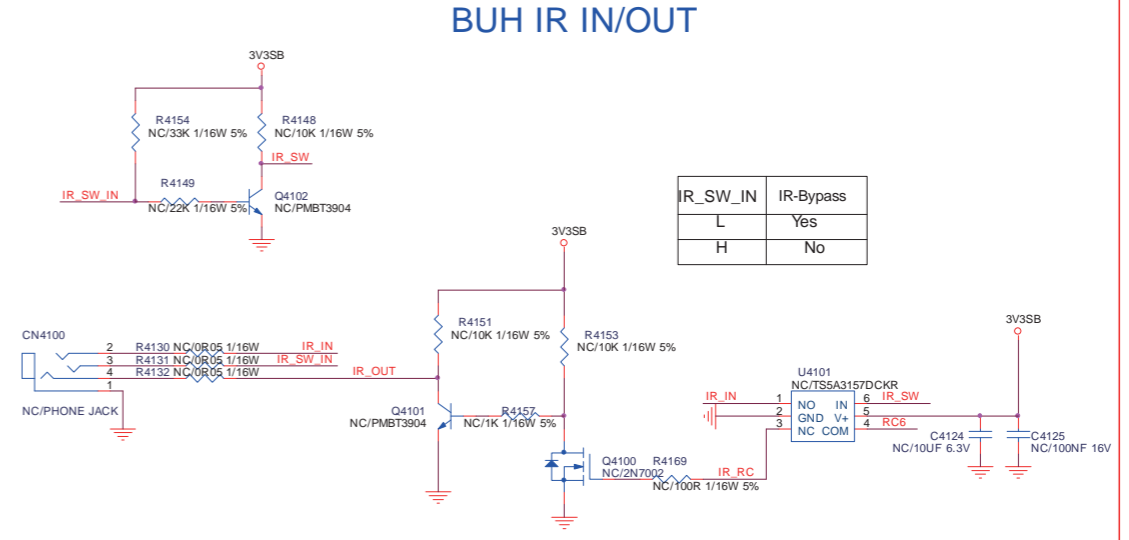 BUH IR IN/OUT
3V3SB
R4154
NC/33K 1/16W 5%
R4148
NC/10K 1/16W 5%
IR_SW
R4149
IR_SW_IN
NC/22K 1/16W 5%
Q4102
NC/PMBT3904
IR_SW_IN IR-Bypass
L Yes
H No
3V3SB
R4151
NC/10K 1/16W 5%
R4153
NC/10K 1/16W 5%
CN4100
2 R4130 NC/0R05 1/16W IR_IN
3 R4131 NC/0R05 1/16W IR_SW_IN
4 R4132 NC/0R05 1/16W IR_OUT
1
NC/PHONE JACK
Q4101
NC/PMBT3904
R4157
NC/1K 1/16W 5%
Q4100
NC/2N7002
R4169
NC/100R 1/16W 5%
IR_RC
3V3SB
U4101
NC/TS5A3157DCKR
IR_IN 1 NO IN 6 IR_SW
2 GND V+ 5
3 NC COM 4 RC6
C4124
NC/10UF 6.3V
C4125
NC/100NF 16V